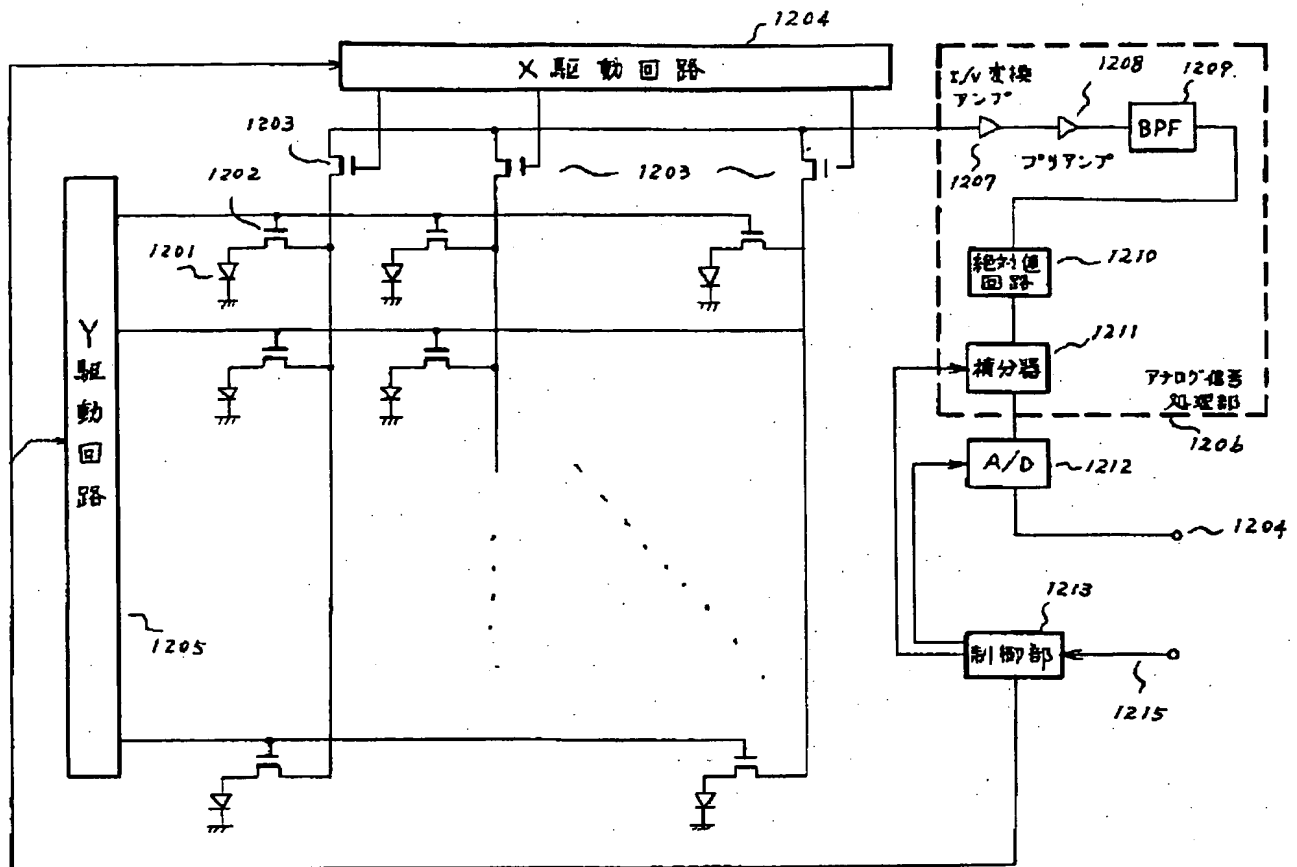 1204
X駆動回路
I/V変換
アンプ
1208
1209
BPF
1207
プリアンプ
1203
1203
1202
1201
Y
駆
動
回
路
絶対値
回路
1210
積分器
1211
アナログ信号
処理部
1206
A/D
1212
1204
1213
制御部
1215
1205